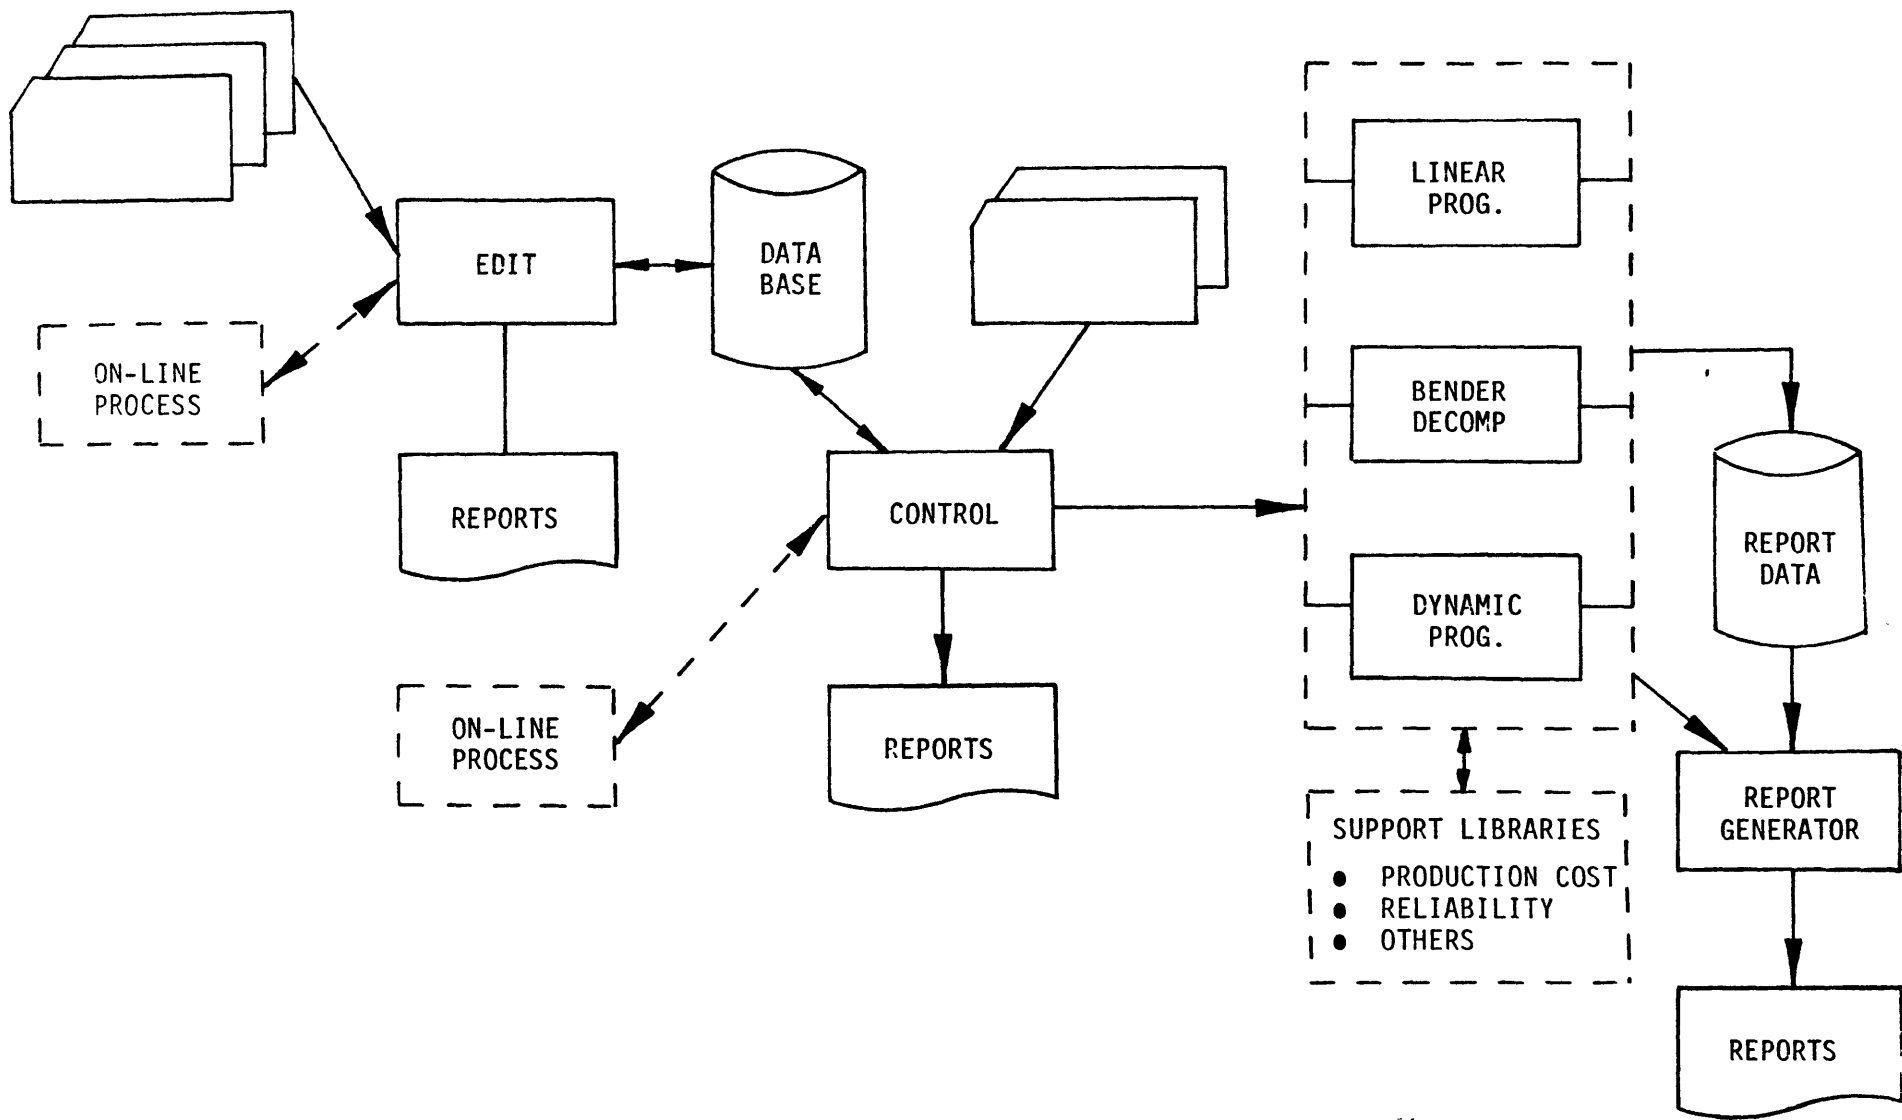 EDIT
DATA
BASE
ON-LINE
PROCESS
REPORTS
CONTROL
ON-LINE
PROCESS
REPORTS
LINEAR
PROG.
BENDER
DECOMP
DYNAMIC
PROG.
SUPPORT LIBRARIES
● PRODUCTION COST
● RELIABILITY
● OTHERS
REPORT
DATA
REPORT
GENERATOR
REPORTS